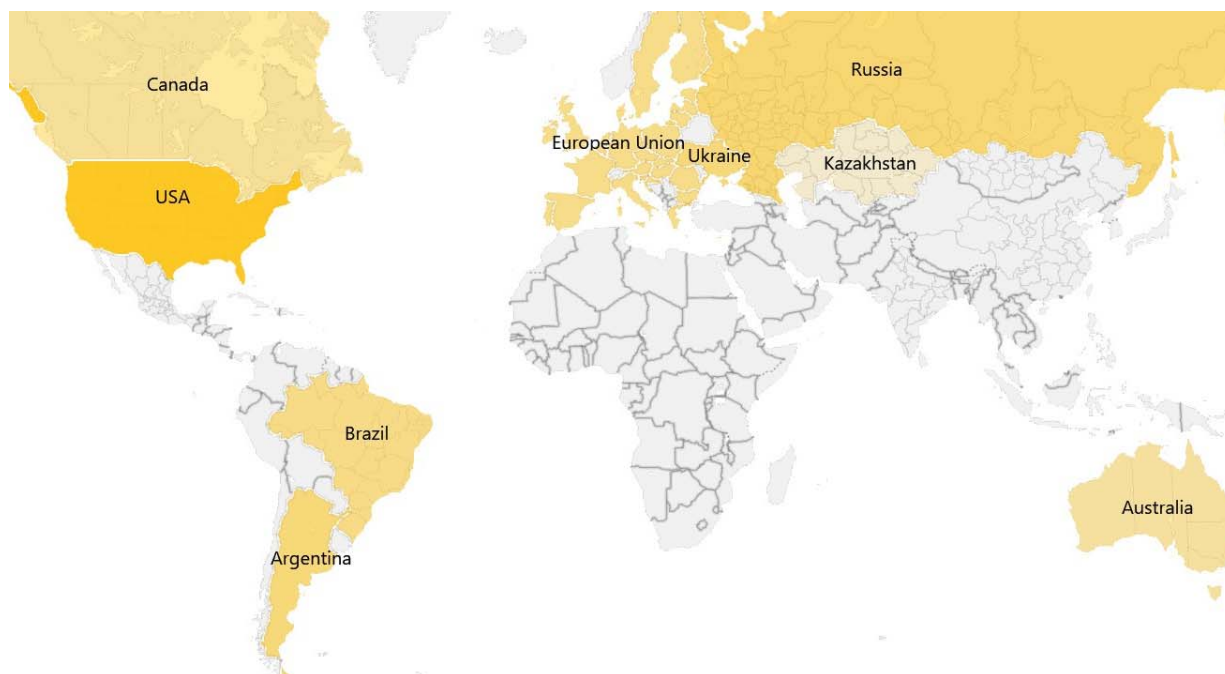 Canada
Russia
European Union
Ukraine
Kazakhstan
USA
Brazil
Australia
Argentina